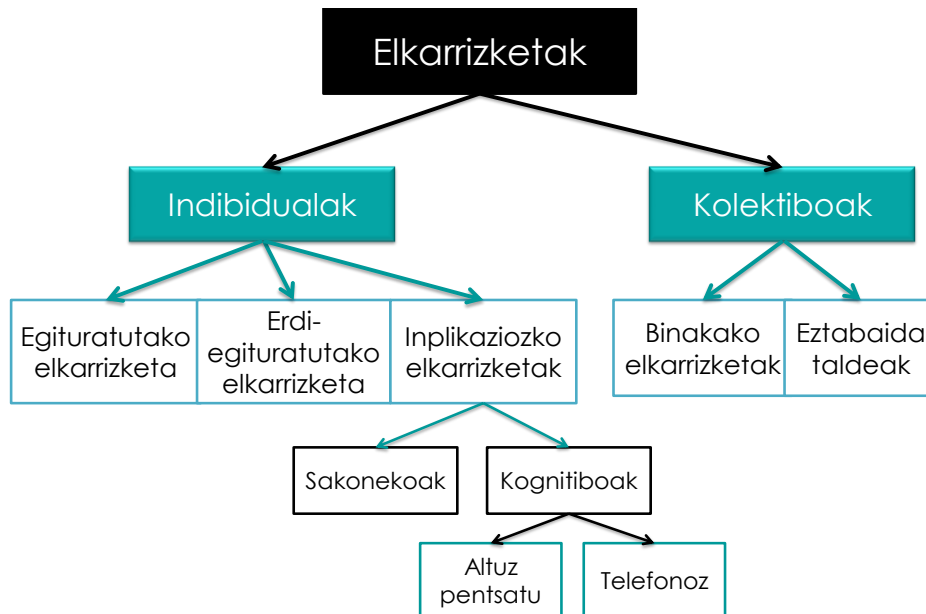 Elkarrizketak
Indibidualak
Kolektiboak
Egituratutako
elkarrizketa
Erdi-
egituratutako
elkarrizketa
Inplikaziozko
elkarrizketak
Binakako
elkarrizketak
Eztabaida
taldeak
Sakonekoak
Kognitiboak
Altuz
pentsatu
Telefonoz